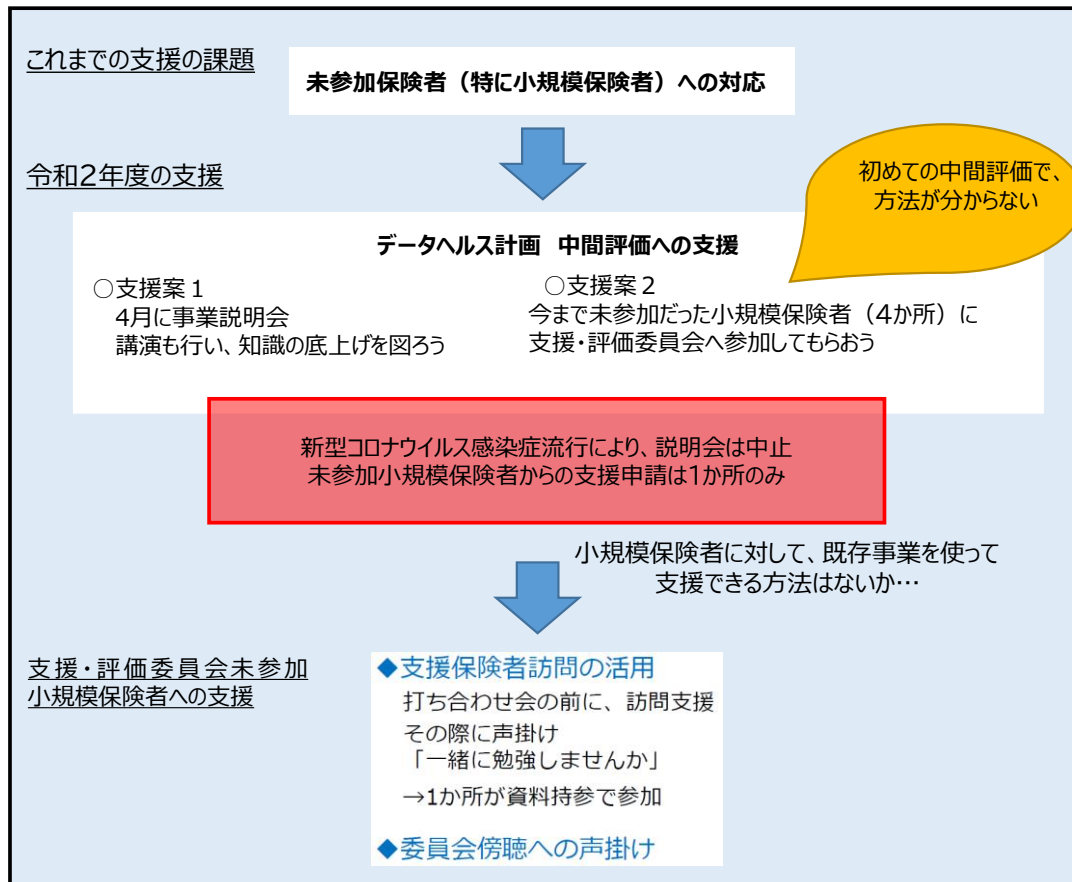 これまでの支援の課題
未参加保険者（特に小規模保険者）への対応
令和2年度の支援
初めての中間評価で、
方法が分からない
データヘルス計画　中間評価への支援
○支援案１
4月に事業説明会
講演も行い、知識の底上げを図ろう
○支援案２
今まで未参加だった小規模保険者（4か所）に
支援・評価委員会へ参加してもらおう
新型コロナウイルス感染症流行により、説明会は中止
未参加小規模保険者からの支援申請は1か所のみ
小規模保険者に対して、既存事業を使って
支援できる方法はないか…
支援・評価委員会未参加
小規模保険者への支援
◆支援保険者訪問の活用
打ち合わせ会の前に、訪問支援
その際に声掛け
「一緒に勉強しませんか」
→1か所が資料持参で参加
◆委員会傍聴への声掛け